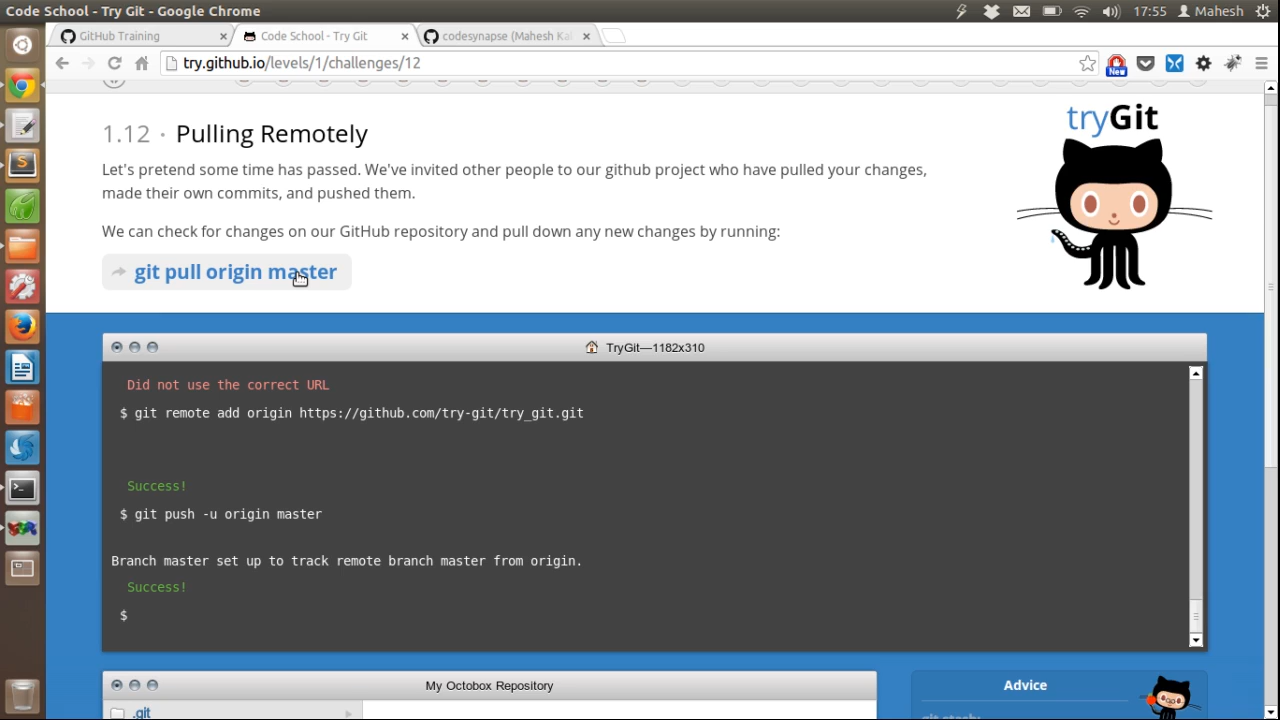 Code School - Try Git - Google Chrome
17:55
Mahesh
GitHub Training
Code School - Try Git
codesynapse (Mahesh Kal
try.github.io/levels/1/challenges/12
New
1.12 · Pulling Remotely
tryGit
Let's pretend some time has passed. We've invited other people to our github project who have pulled your changes,
made their own commits, and pushed them.
We can check for changes on our GitHub repository and pull down any new changes by running:
git pull origin master
TryGit—1182x310
Did not use the correct URL
$ git remote add origin https://github.com/try-git/try_git.git
Success!
$ git push -u origin master
Branch master set up to track remote branch master from origin.
Success!
$
My Octobox Repository
Advice
.git
git stash: